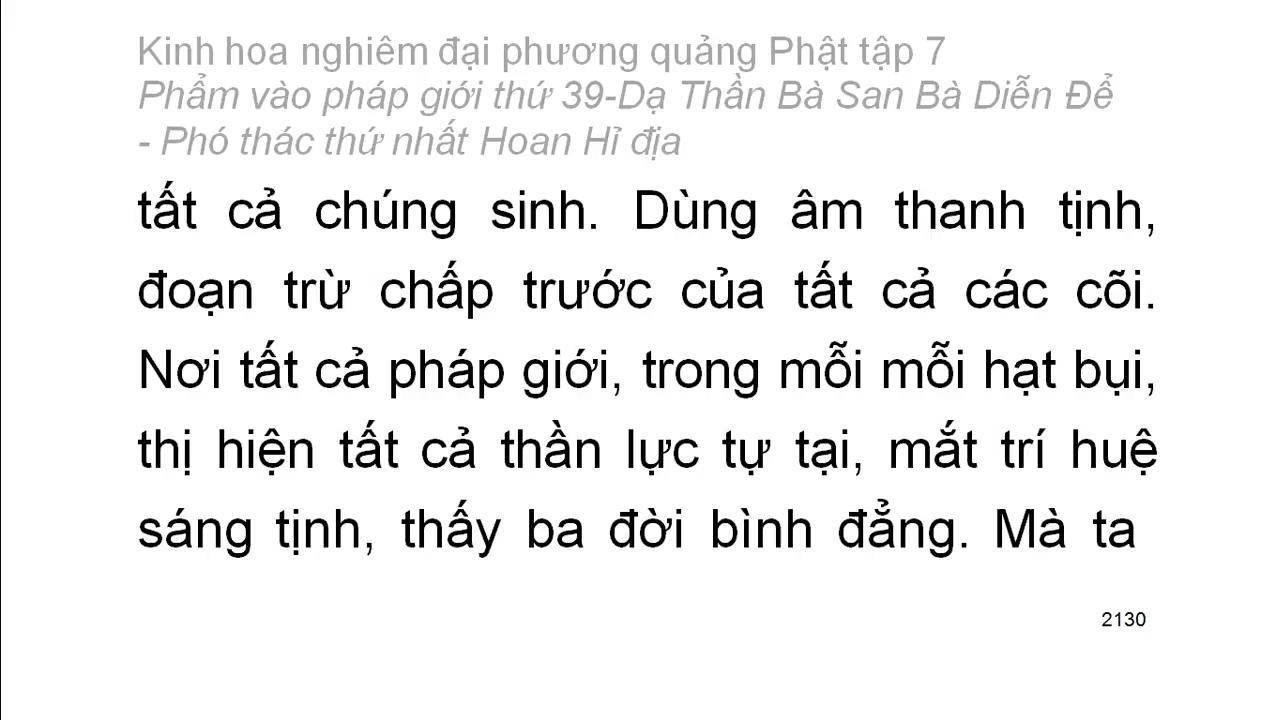 Kinh hoa nghiêm đại phương quảng Phật tập 7
Phẩm vào pháp giới thứ 39-Dạ Thần Bà San Bà Diễn Để
- Phó thác thứ nhất Hoan Hỉ địa
tất cả chúng sinh. Dùng âm thanh tịnh,
đoạn trừ chấp trước của tất cả các cõi.
Nơi tất cả pháp giới, trong mỗi mỗi hạt bụi,
thị hiện tất cả thần lực tự tại, mắt trí huệ
sáng tịnh, thấy ba đời bình đẳng. Mà ta
2130